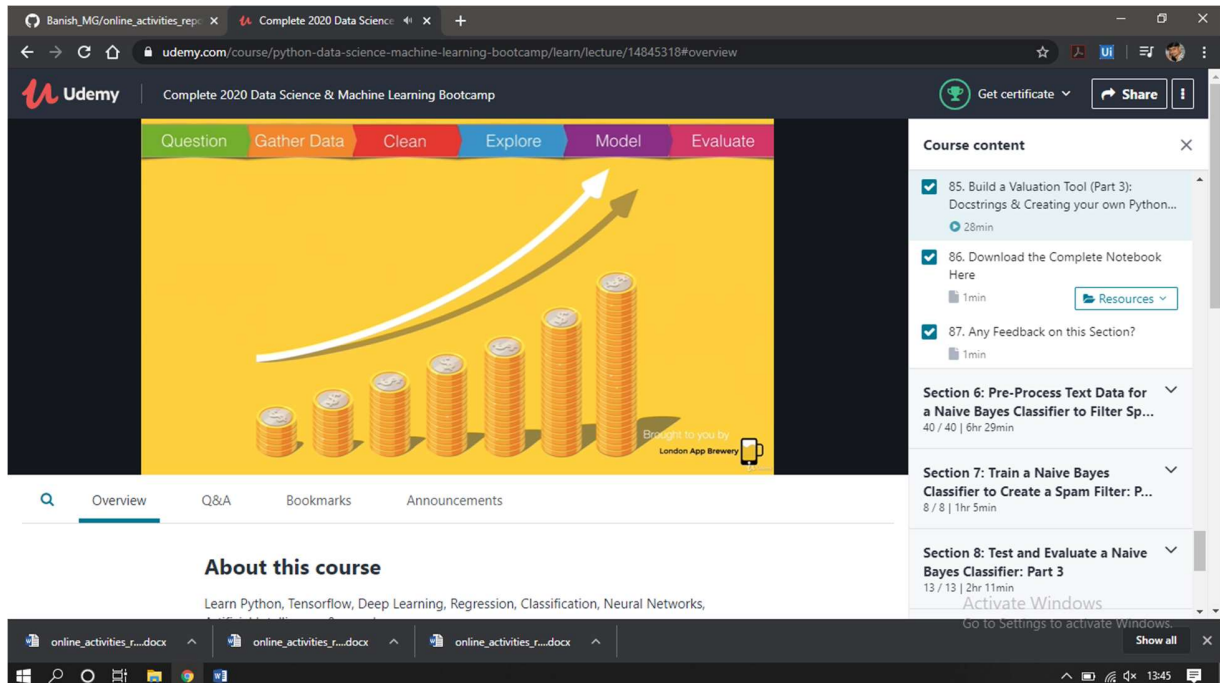 Banish_MG/online_activities_repo
Complete 2020 Data Science
udemy.com/course/python-data-science-machine-learning-bootcamp/learn/lecture/14845318#overview
Udemy
Complete 2020 Data Science & Machine Learning Bootcamp
Get certificate
Share
Question
Gather Data
Clean
Explore
Model
Evaluate
Brought to you by
London App Brewery
Course content
85. Build a Valuation Tool (Part 3):
Docstrings & Creating your own Python...
28min
86. Download the Complete Notebook
Here
1min
Resources
87. Any Feedback on this Section?
1min
Section 6: Pre-Process Text Data for
a Naive Bayes Classifier to Filter Sp...
40 / 40 | 6hr 29min
Section 7: Train a Naive Bayes
Classifier to Create a Spam Filter: P...
8 / 8 | 1hr 5min
Section 8: Test and Evaluate a Naive
Bayes Classifier: Part 3
13 / 13 | 2hr 11min
Overview
Q&A
Bookmarks
Announcements
About this course
Learn Python, Tensorflow, Deep Learning, Regression, Classification, Neural Networks,
Activate Windows
Go to Settings to activate Windows.
online_activities_r....docx
online_activities_r....docx
online_activities_r....docx
Show all
13:45